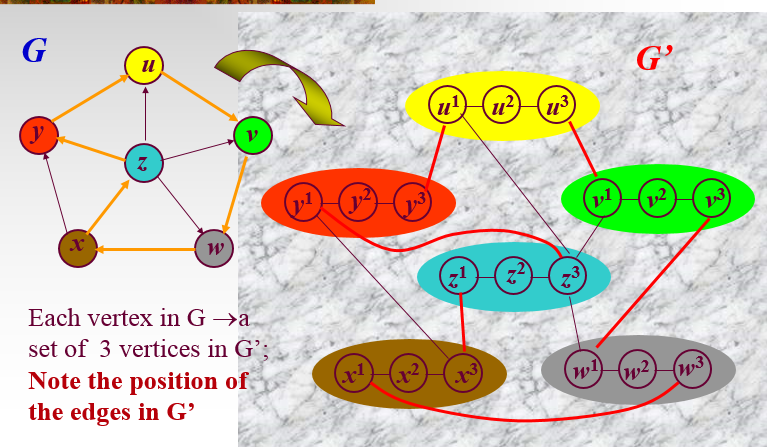 G
G’
u
y
v
z
x
w
u¹ u² u³
y¹ y² y³
v¹ v² v³
z¹ z² z³
x¹ x² x³
w¹ w² w³
Each vertex in G →a
set of 3 vertices in G’;
Note the position of
the edges in G’